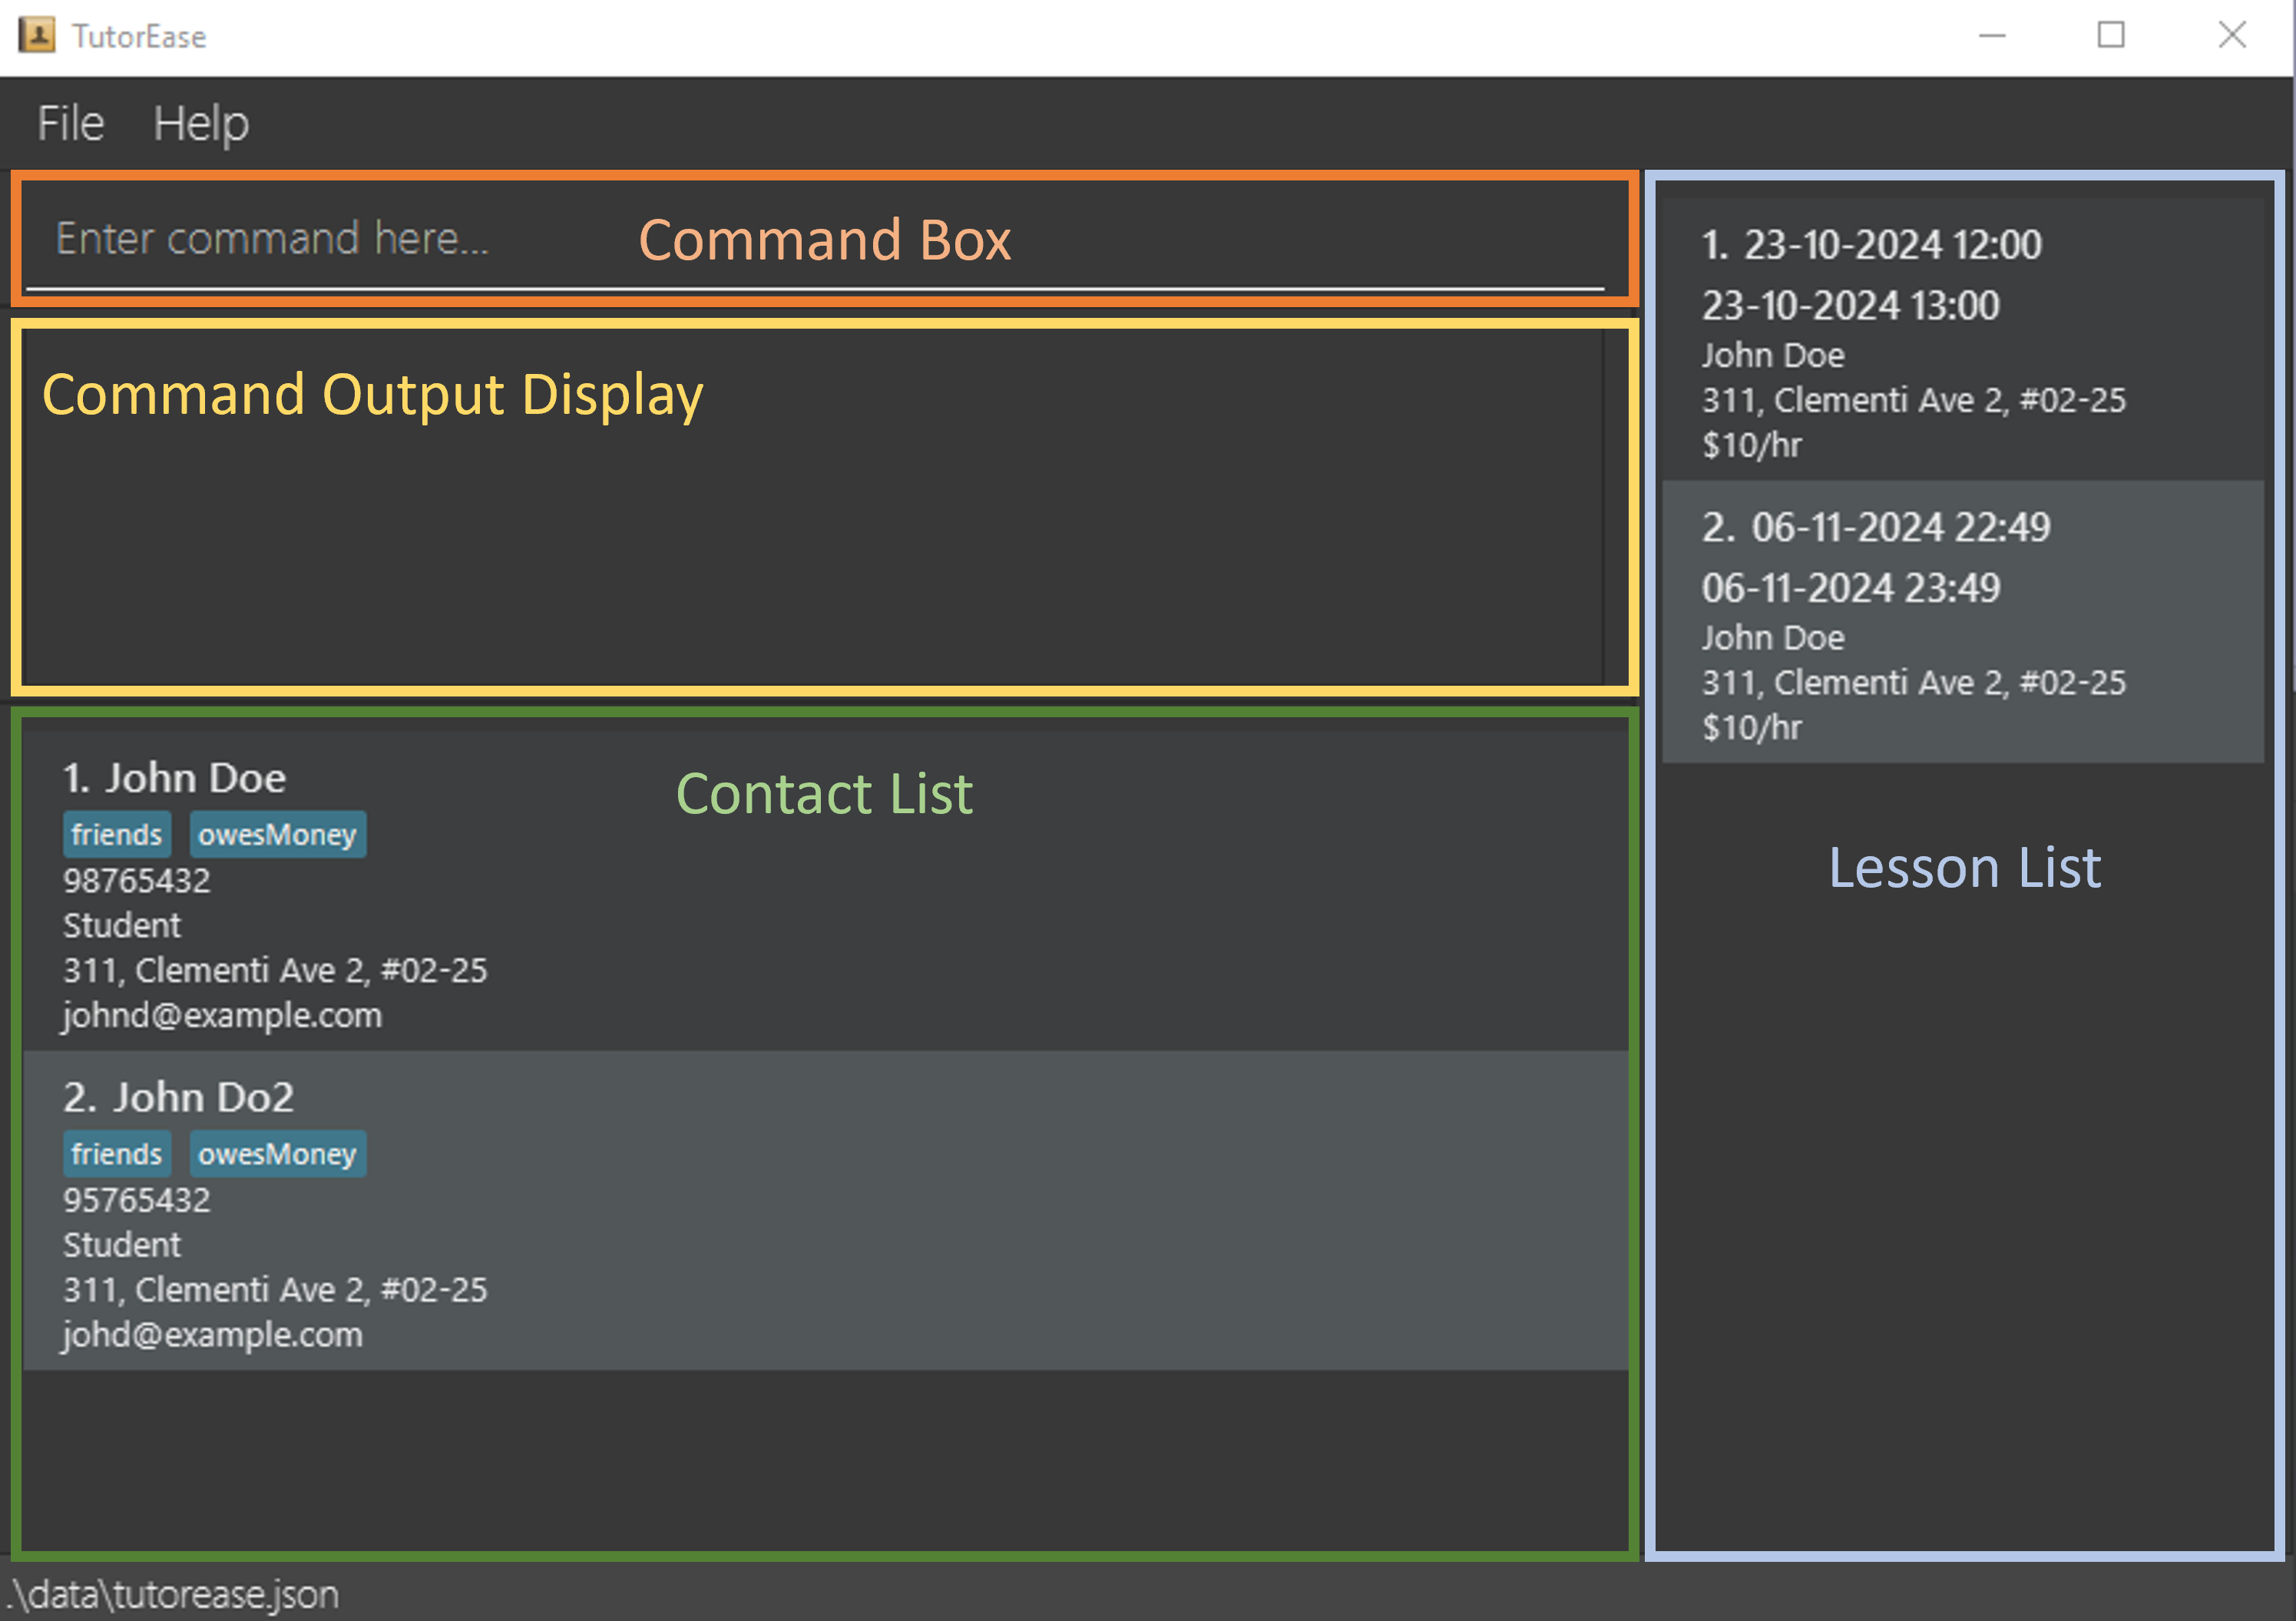 TutorEase
File Help
Enter command here...
Command Box
Command Output Display
Contact List
1. John Doe
friends owesMoney
98765432
Student
311, Clementi Ave 2, #02-25
johnd@example.com
2. John Do2
friends owesMoney
95765432
Student
311, Clementi Ave 2, #02-25
johd@example.com
1. 23-10-2024 12:00
23-10-2024 13:00
John Doe
311, Clementi Ave 2, #02-25
$10/hr
2. 06-11-2024 22:49
06-11-2024 23:49
John Doe
311, Clementi Ave 2, #02-25
$10/hr
Lesson List
.\data\tutorease.json